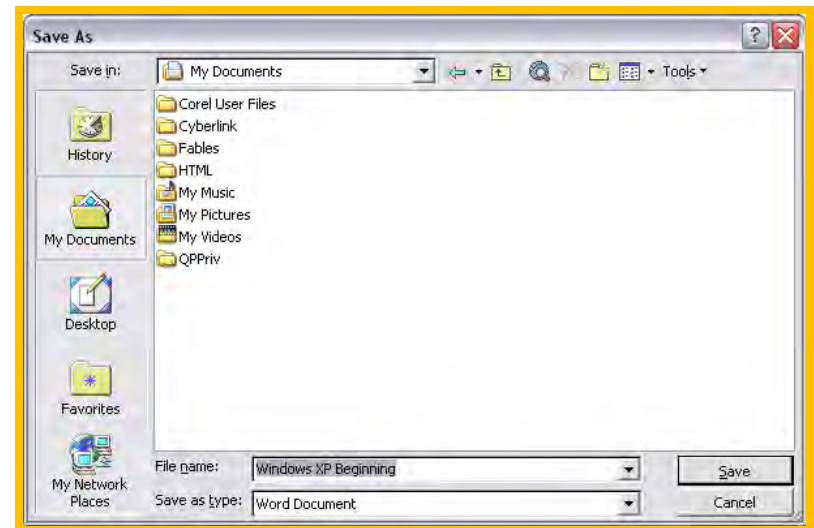 Save As
Save in:
My Documents
Tools
Corel User Files
Cyberlink
Fables
HTML
My Music
My Pictures
My Videos
QPPriv
History
My Documents
Desktop
Favorites
My Network
Places
File name:
Windows XP Beginning
Save
Save as type:
Word Document
Cancel